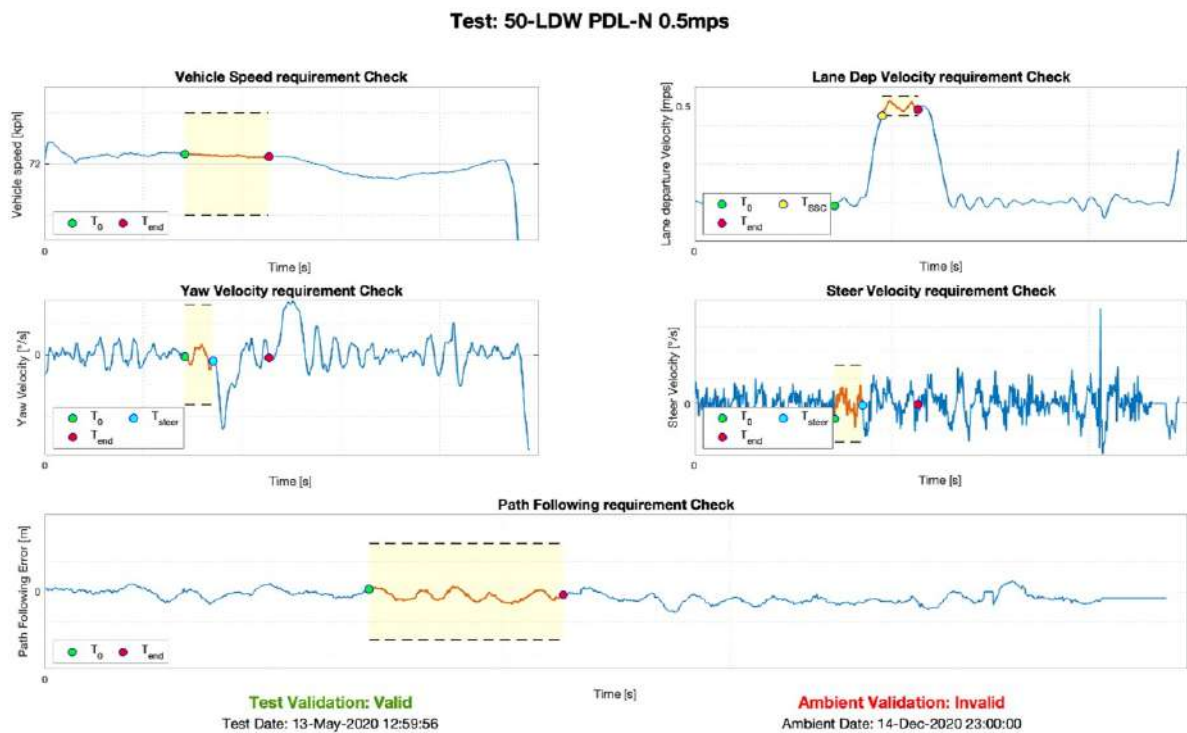 Test: 50-LDW PDL-N 0.5mps
Vehicle Speed requirement Check
Vehicle speed [kph]
72
T0 Tend
0
Time [s]
Lane Dep Velocity requirement Check
Lane departure Velocity [mps]
0.5
T0 TSSC
Tend
0
Time [s]
Yaw Velocity requirement Check
Yaw Velocity [°/s]
0
T0 Tsteer
Tend
0
Time [s]
Steer Velocity requirement Check
Steer Velocity [°/s]
0
T0 Tsteer
Tend
0
Time [s]
Path Following requirement Check
Path Following Error [m]
0
T0 Tend
0
Time [s]
Test Validation: Valid
Test Date: 13-May-2020 12:59:56
Ambient Validation: Invalid
Ambient Date: 14-Dec-2020 23:00:00